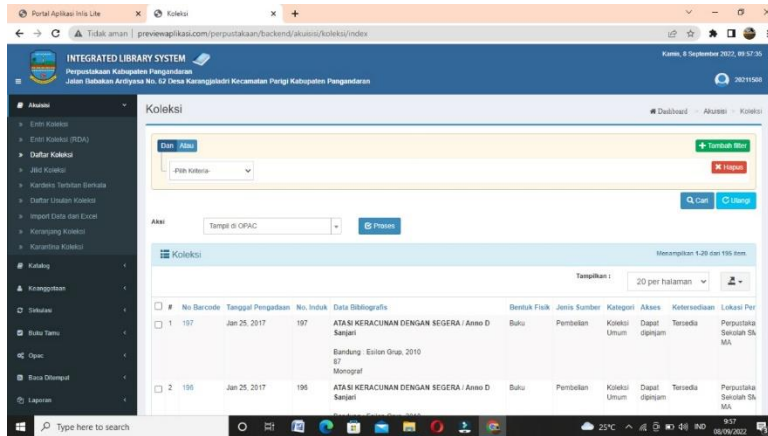 Portal Aplikasi Inlis Lite
Koleksi
Tidak aman
previewaplikasi.com/perpustakaan/backend/akuisisi/koleksi/index
INTEGRATED LIBRARY SYSTEM
Perpustakaan Kabupaten Pangandaran
Jalan Babakan Ardiyasa No. 62 Desa Karangjaladri Kecamatan Parigi Kabupaten Pangandaran
Kamis, 8 September 2022, 09:57:35
Akuisisi
Entri Koleksi
Entri Koleksi (RDA)
Daftar Koleksi
Jilid Koleksi
Kardeks Terbitan Berkala
Daftar Usulan Koleksi
Import Data dari Excel
Keranjang Koleksi
Karantina Koleksi
Katalog
Keanggotaan
Sirkulasi
Buku Tamu
Opac
Baca Ditempat
Laporan
Koleksi
Dashboard Akuisisi Koleksi
Dan Atau
+ Tambah filter
-Pilih Kriteria-
Hapus
Cari Ulangi
Aksi
Tampil di OPAC
Proses
Koleksi
Menampilkan 1-20 dari 195 item.
Tampilkan :
20 per halaman
# No Barcode Tanggal Pengadaan No. Induk Data Bibliografis Bentuk Fisik Jenis Sumber Kategori Akses Ketersediaan Lokasi Per
1 197 Jan 25, 2017 197 ATASI KERACUNAN DENGAN SEGERA / Anno D Buku Pembelian Koleksi Dapat Tersedia Perpustaka
Sanjari Umum dipinjam Sekolah SM
MA
Bandung : Esilon Grup, 2010
87
Monograf
2 196 Jan 25, 2017 196 ATASI KERACUNAN DENGAN SEGERA / Anno D Buku Pembelian Koleksi Dapat Tersedia Perpustaka
Sanjari Umum dipinjam Sekolah SM
MA
Type here to search
25°C
IND
9:57
08/09/2022